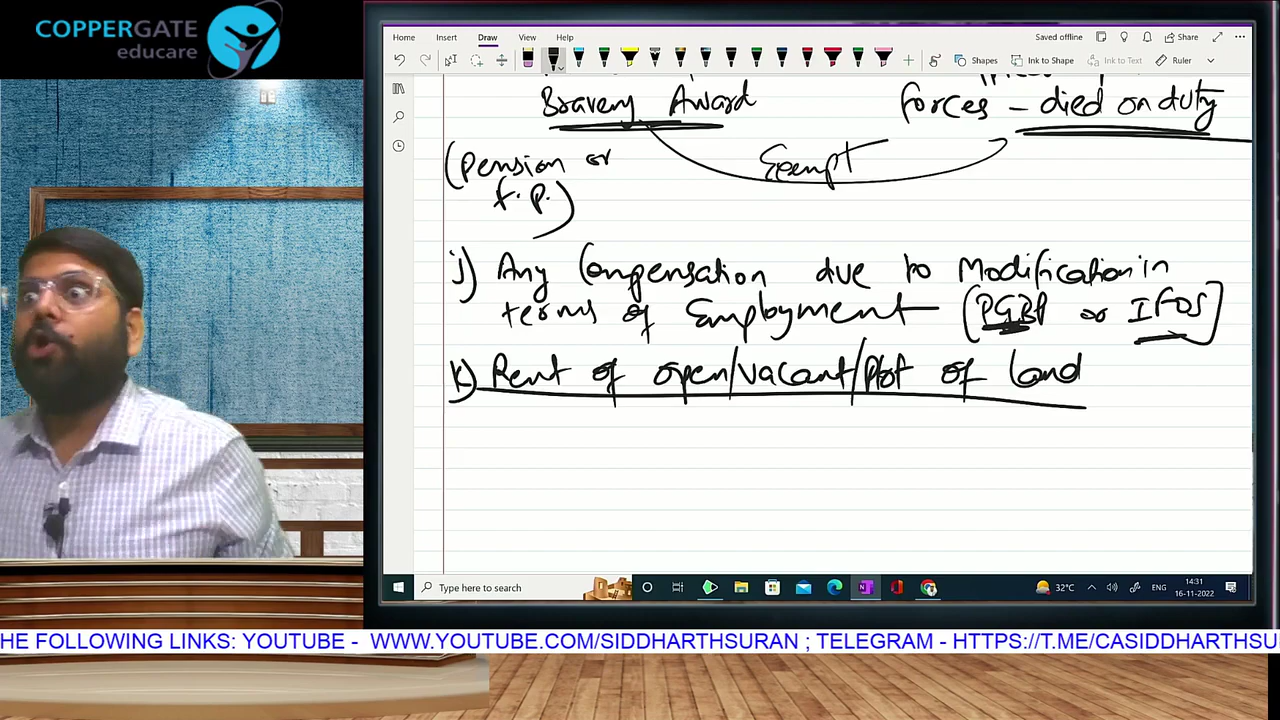 COPPERGATE
educare
Home Insert Draw View Help
Saved offline
Share
Shapes
Ink to Shape
Ink to Text
Ruler
Bravery Award
forces - died on duty
(Pension or
f.p.)
Exempt
j) Any Compensation due to Modification in
terms of Employment (PGBP or IFOS]
k) Rent of open/vacant/plot of land
Type here to search
32°C
ENG
14:31
16-11-2022
THE FOLLOWING LINKS: YOUTUBE - WWW.YOUTUBE.COM/SIDDHARTHSURAN ; TELEGRAM - HTTPS://T.ME/CASIDDHARTHSU